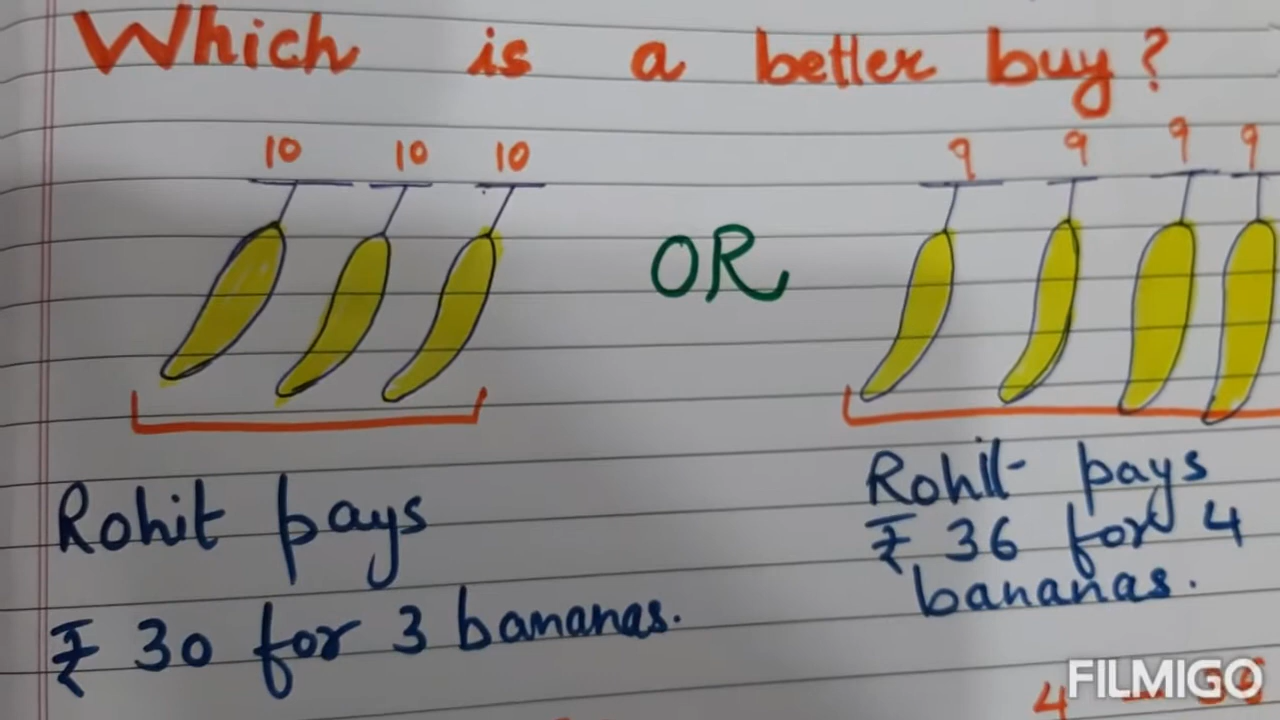 Which is a better buy?
10 10 10
9 9 9 9
OR
Rohit pays
₹ 30 for 3 bananas.
Rohit pays
₹ 36 for 4
bananas.
4
FILMIGO